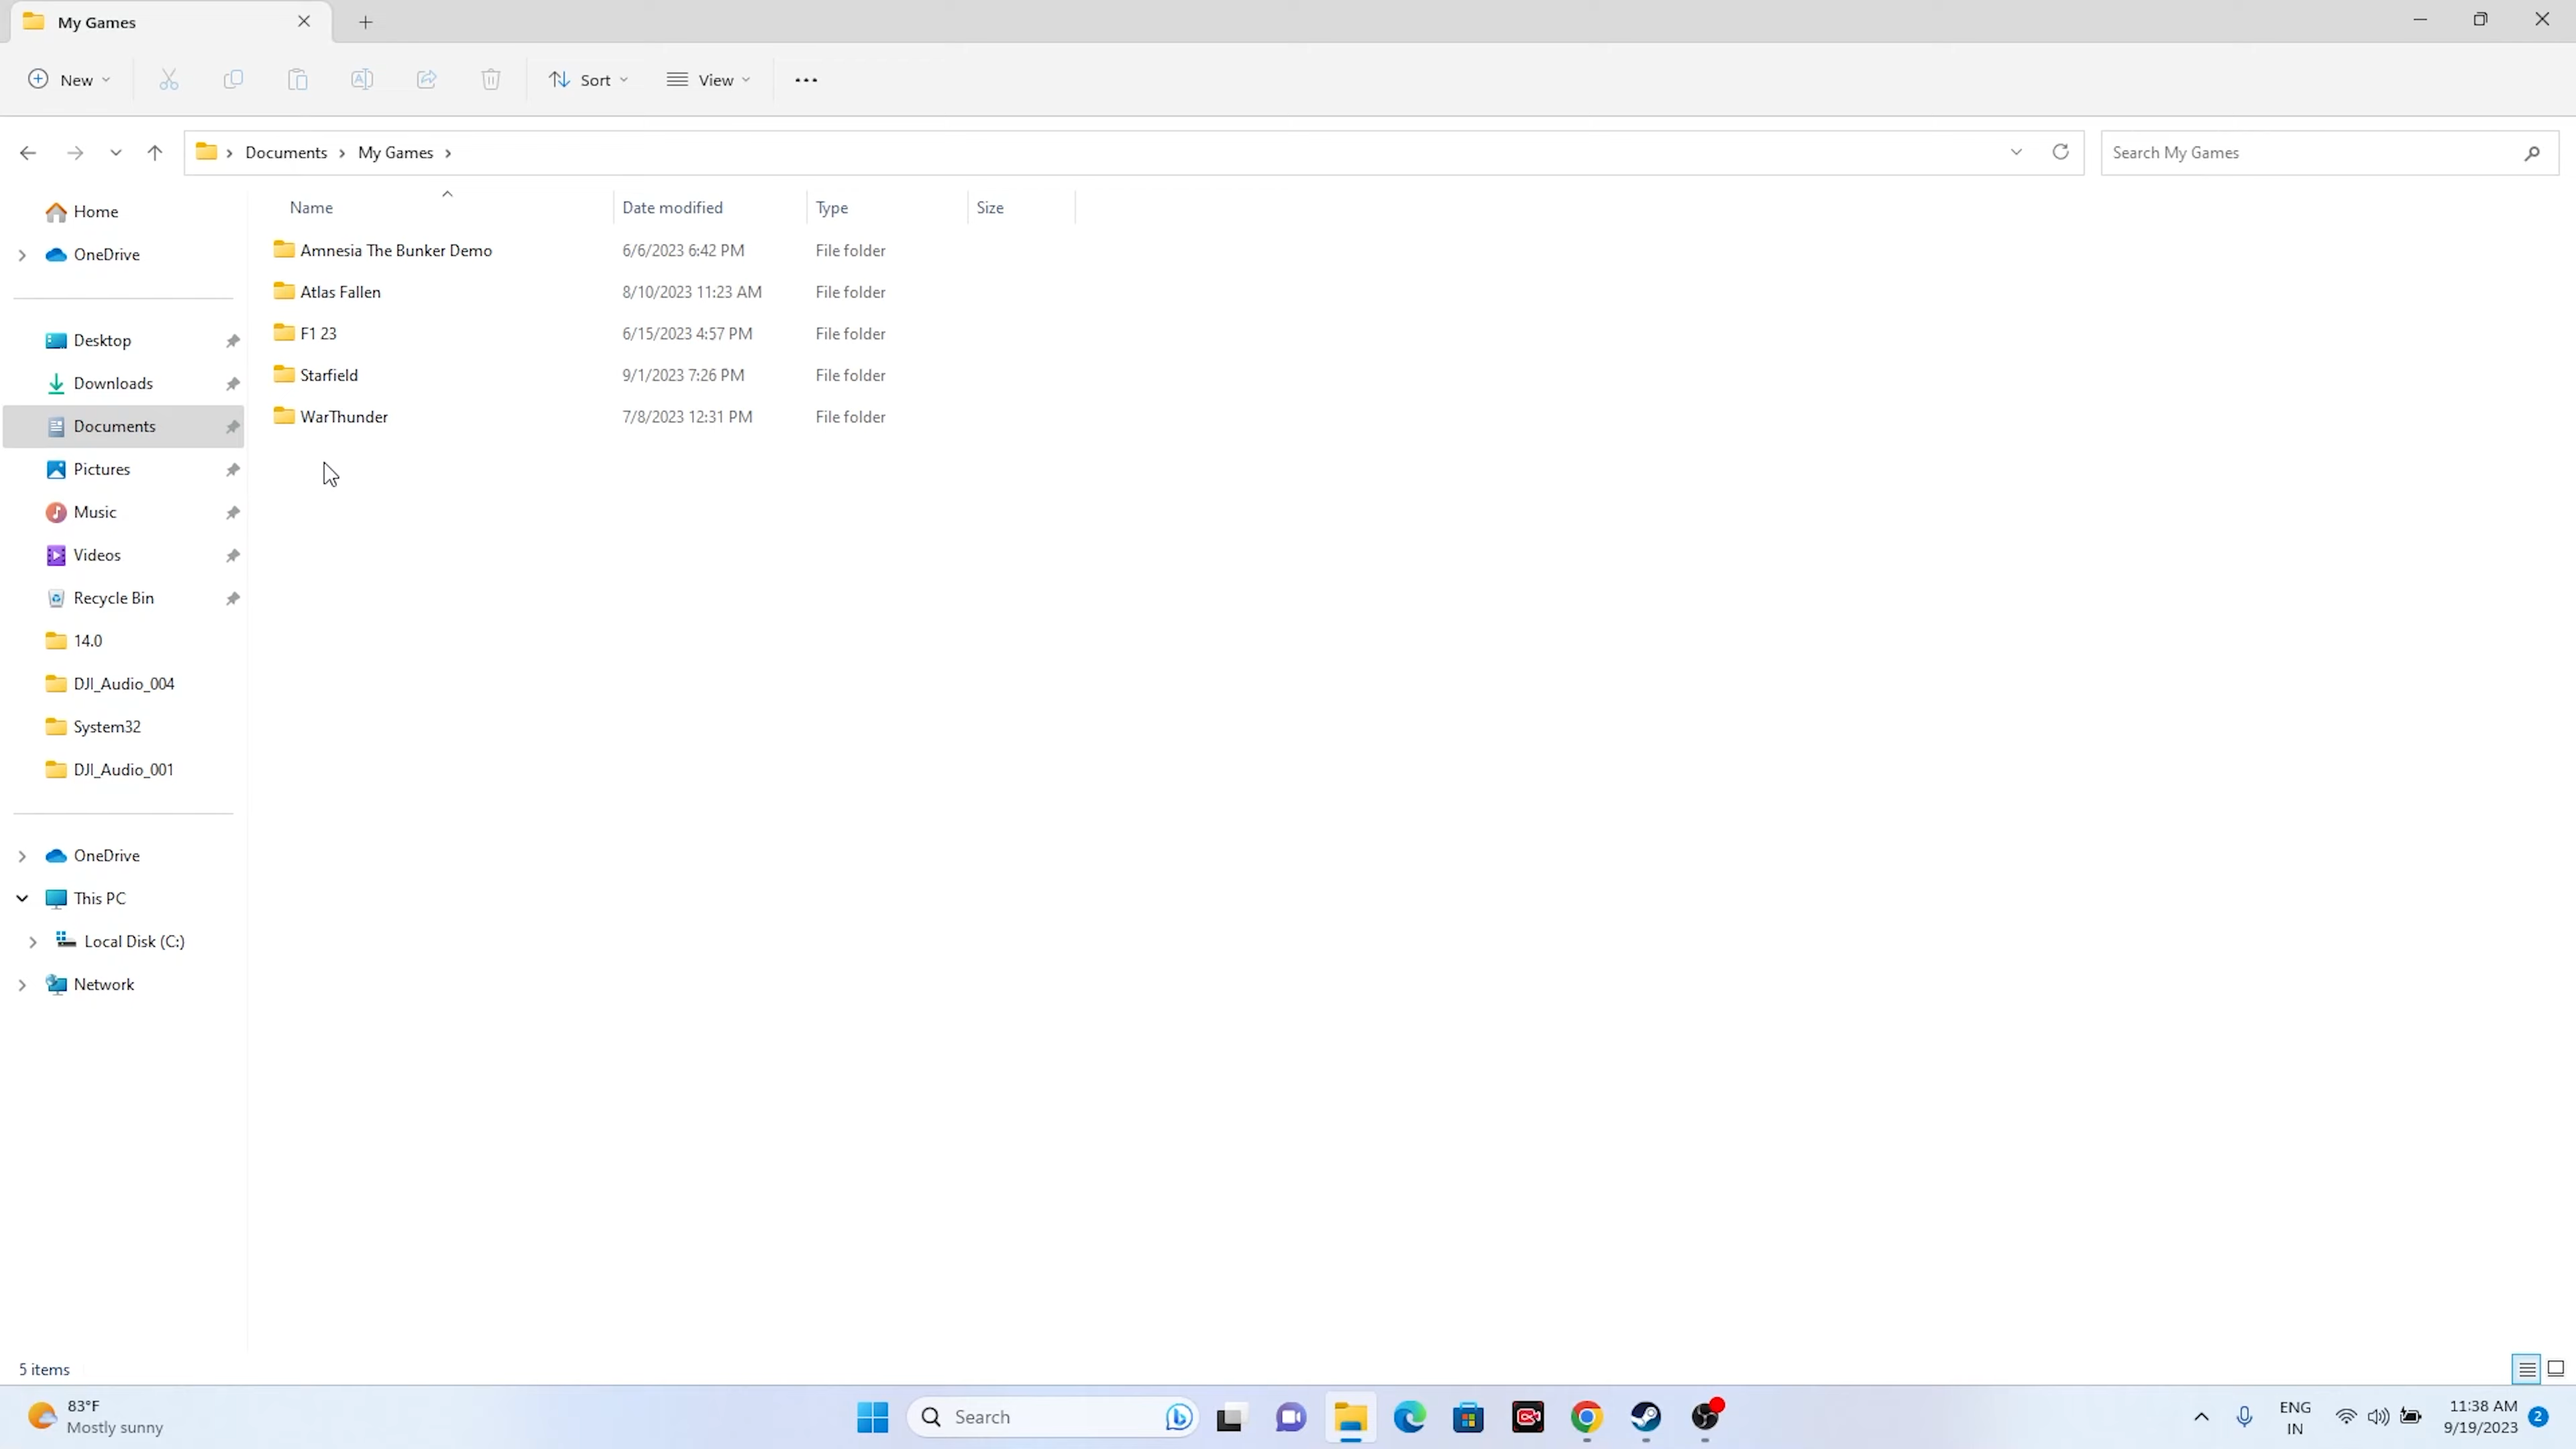 My Games
New
Sort
View
Documents
My Games
Search My Games
Name
Date modified
Type
Size
Amnesia The Bunker Demo 6/6/2023 6:42 PM File folder
Atlas Fallen 8/10/2023 11:23 AM File folder
F1 23 6/15/2023 4:57 PM File folder
Starfield 9/1/2023 7:26 PM File folder
WarThunder 7/8/2023 12:31 PM File folder
Home
OneDrive
Desktop
Downloads
Documents
Pictures
Music
Videos
Recycle Bin
14.0
DJI_Audio_004
System32
DJI_Audio_001
OneDrive
This PC
Local Disk (C:)
Network
5 items
83°F
Mostly sunny
Search
ENG
IN
11:38 AM
9/19/2023
2